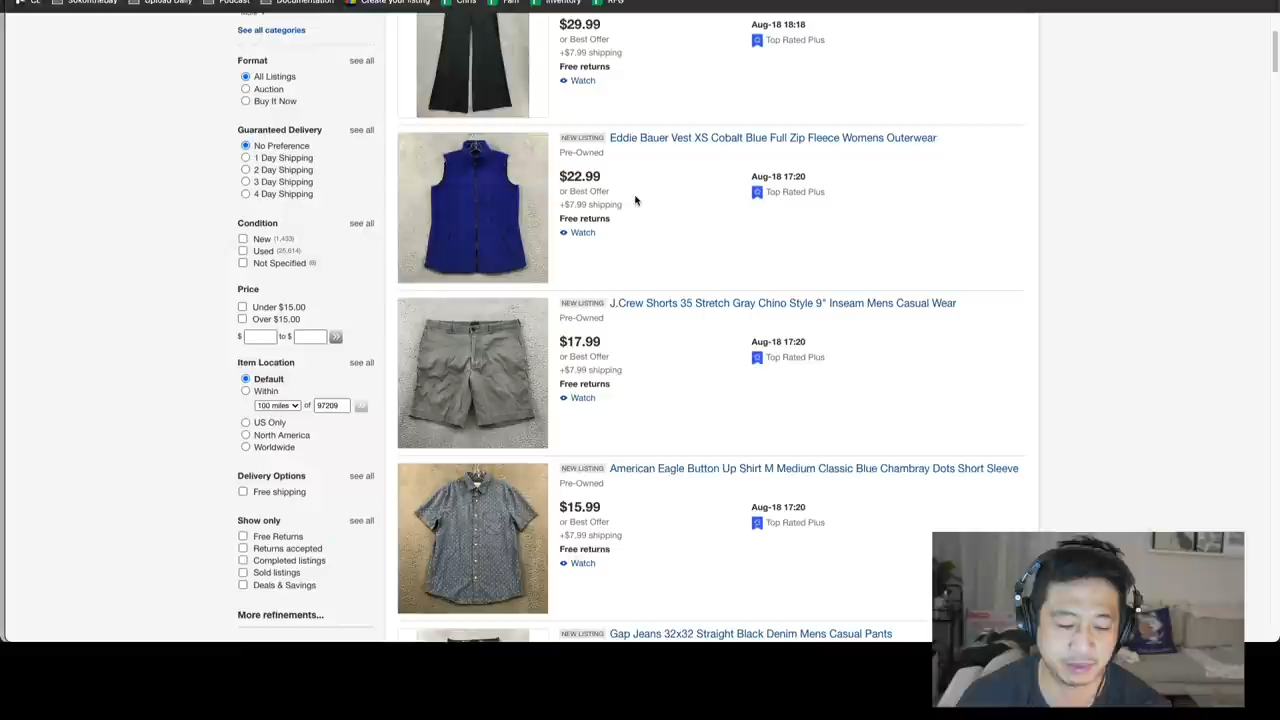 SokOntheBay
Upload Daily
Podcast
Documentation
Create your listing
Chris
Pam
Inventory
RPG
More
See all categories
Format see all
All Listings
Auction
Buy It Now
Guaranteed Delivery see all
No Preference
1 Day Shipping
2 Day Shipping
3 Day Shipping
4 Day Shipping
Condition see all
New (1,433)
Used (25,614)
Not Specified (6)
Price
Under $15.00
Over $15.00
$ to $
Item Location see all
Default
Within
100 miles of 97209
US Only
North America
Worldwide
Delivery Options see all
Free shipping
Show only see all
Free Returns
Returns accepted
Completed listings
Sold listings
Deals & Savings
More refinements...
$29.99 Aug-18 18:18
or Best Offer Top Rated Plus
+$7.99 shipping
Free returns
Watch
NEW LISTING Eddie Bauer Vest XS Cobalt Blue Full Zip Fleece Womens Outerwear
Pre-Owned
$22.99 Aug-18 17:20
or Best Offer Top Rated Plus
+$7.99 shipping
Free returns
Watch
NEW LISTING J.Crew Shorts 35 Stretch Gray Chino Style 9" Inseam Mens Casual Wear
Pre-Owned
$17.99 Aug-18 17:20
or Best Offer Top Rated Plus
+$7.99 shipping
Free returns
Watch
NEW LISTING American Eagle Button Up Shirt M Medium Classic Blue Chambray Dots Short Sleeve
Pre-Owned
$15.99 Aug-18 17:20
or Best Offer Top Rated Plus
+$7.99 shipping
Free returns
Watch
NEW LISTING Gap Jeans 32x32 Straight Black Denim Mens Casual Pants